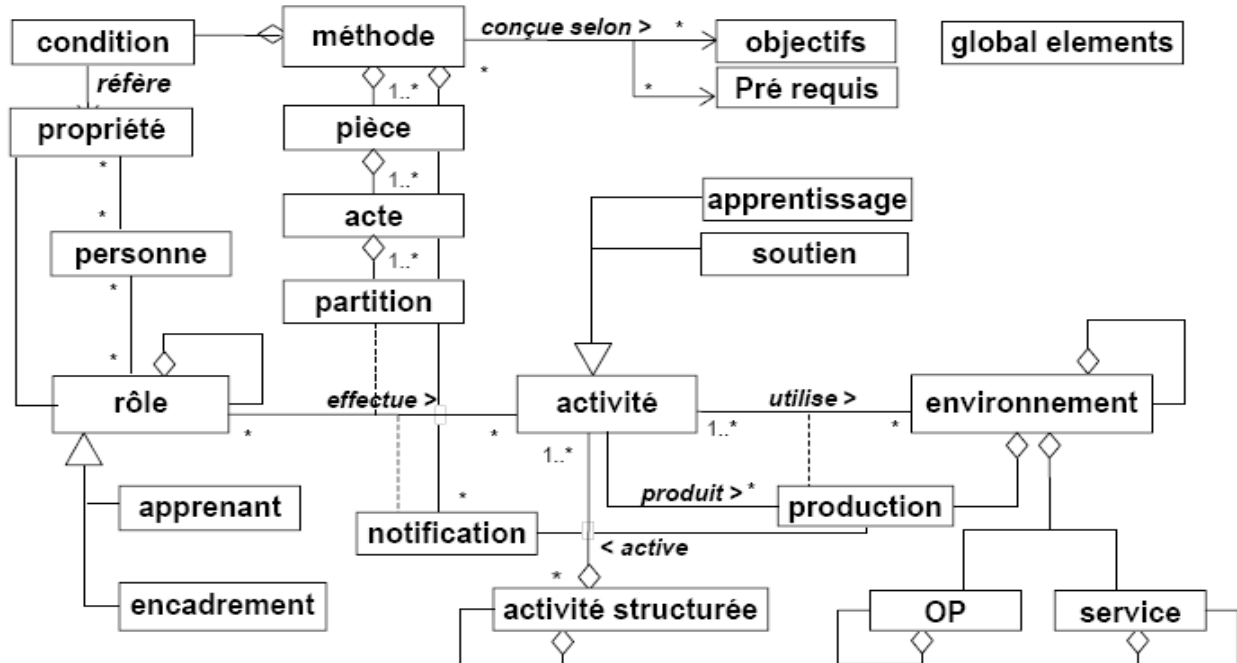 condition
méthode
conçue selon >
*
objectifs
global elements
réfère
1..*
*
*
Pré requis
propriété
pièce
*
1..*
apprentissage
*
acte
personne
1..*
soutien
*
partition
*
rôle
effectue >
activité
utilise >
environnement
*
*
1..*
*
1..*
apprenant
*
produit >
*
production
notification
< active
encadrement
*
activité structurée
OP
service